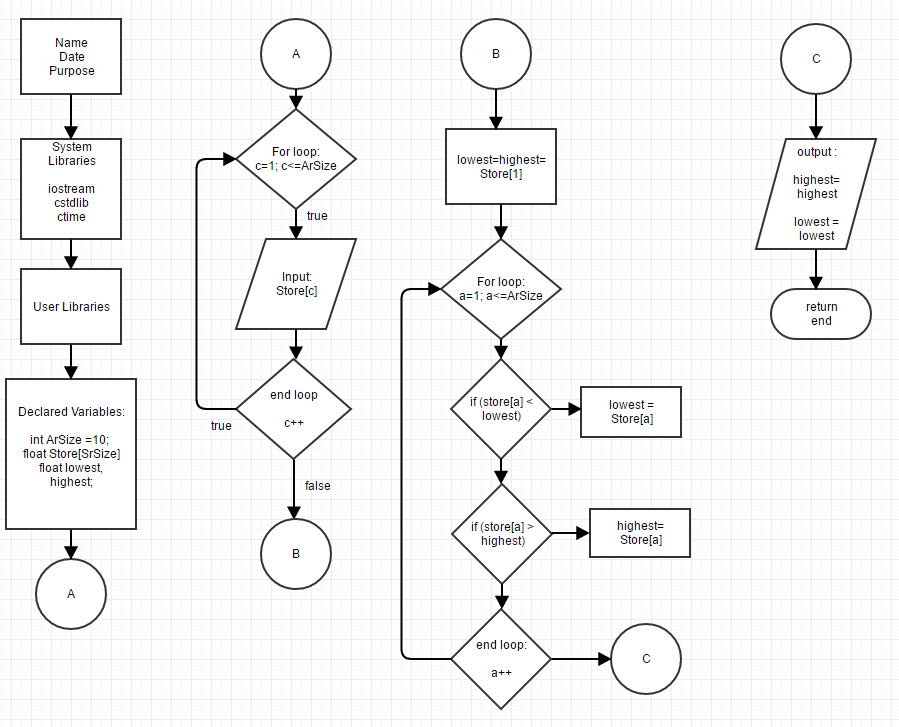 Name
Date
Purpose
System
Libraries
iostream
cstdlib
ctime
User Libraries
Declared Variables:
int ArSize =10;
float Store[SrSize]
float lowest,
highest;
A
A
For loop:
c=1; c<=ArSize
true
Input:
Store[c]
end loop
c++
true
false
B
B
lowest=highest=
Store[1]
For loop:
a=1; a<=ArSize
if (store[a] <
lowest)
lowest =
Store[a]
if (store[a] >
highest)
highest=
Store[a]
end loop:
a++
C
C
output :
highest=
highest
lowest =
lowest
return
end